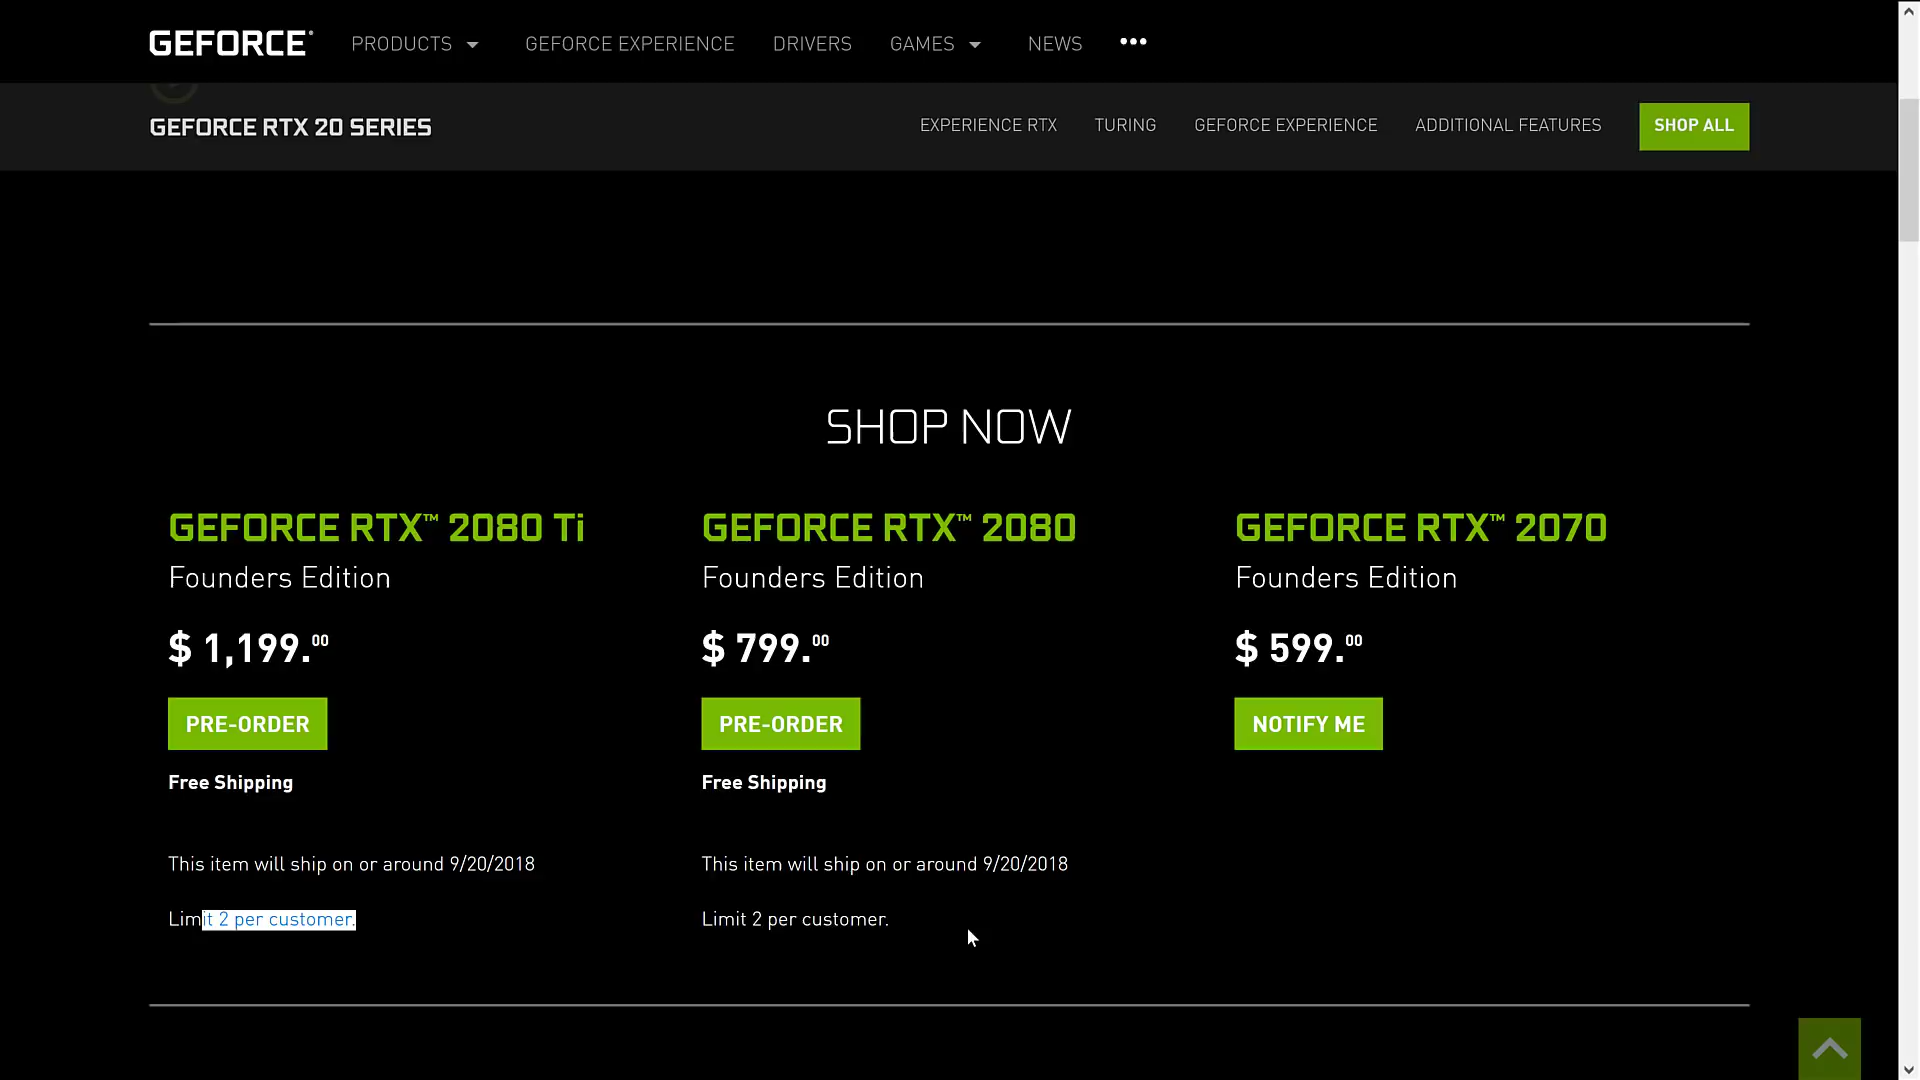 GEFORCE PRODUCTS GEFORCE EXPERIENCE DRIVERS GAMES NEWS •••
GEFORCE RTX 20 SERIES EXPERIENCE RTX TURING GEFORCE EXPERIENCE ADDITIONAL FEATURES SHOP ALL
SHOP NOW
GEFORCE RTX™ 2080 Ti
Founders Edition
$ 1,199.00
PRE-ORDER
Free Shipping
This item will ship on or around 9/20/2018
Limit 2 per customer.
GEFORCE RTX™ 2080
Founders Edition
$ 799.00
PRE-ORDER
Free Shipping
This item will ship on or around 9/20/2018
Limit 2 per customer.
GEFORCE RTX™ 2070
Founders Edition
$ 599.00
NOTIFY ME